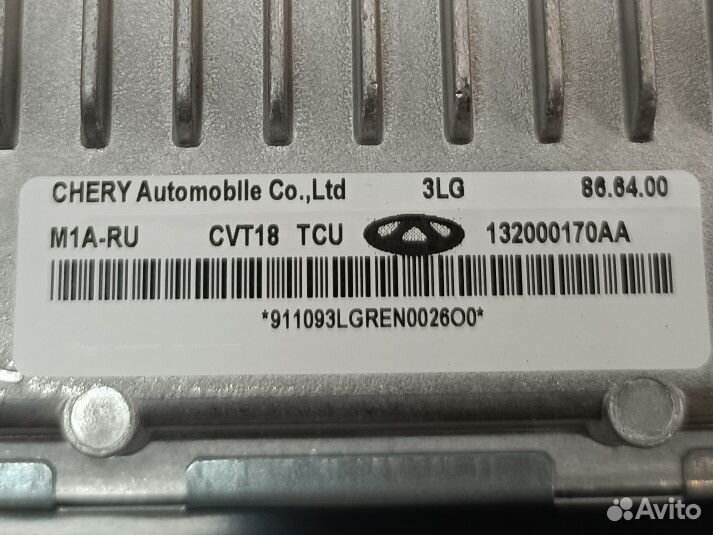 CHERY Automobile Co.,Ltd 3LG 86.64.00
M1A-RU CVT18 TCU 132000170AA
*911093LGREN0026O0*
Avito